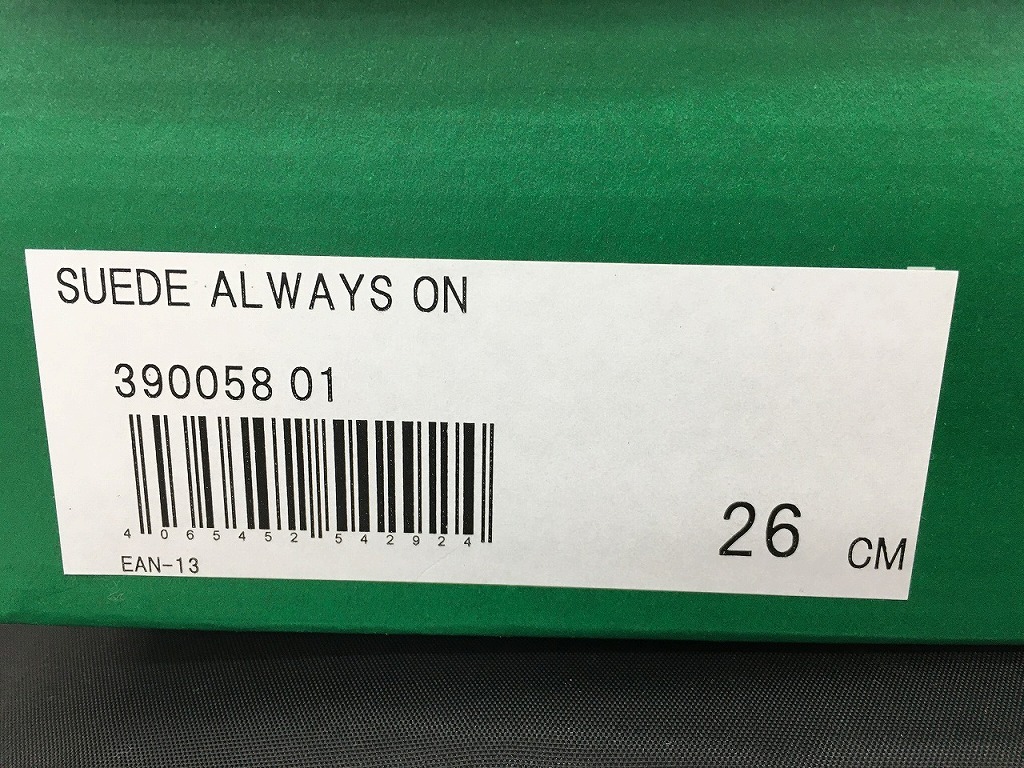 SUEDE ALWAYS ON
390058 01
4 065452 542924
EAN-13
26 CM